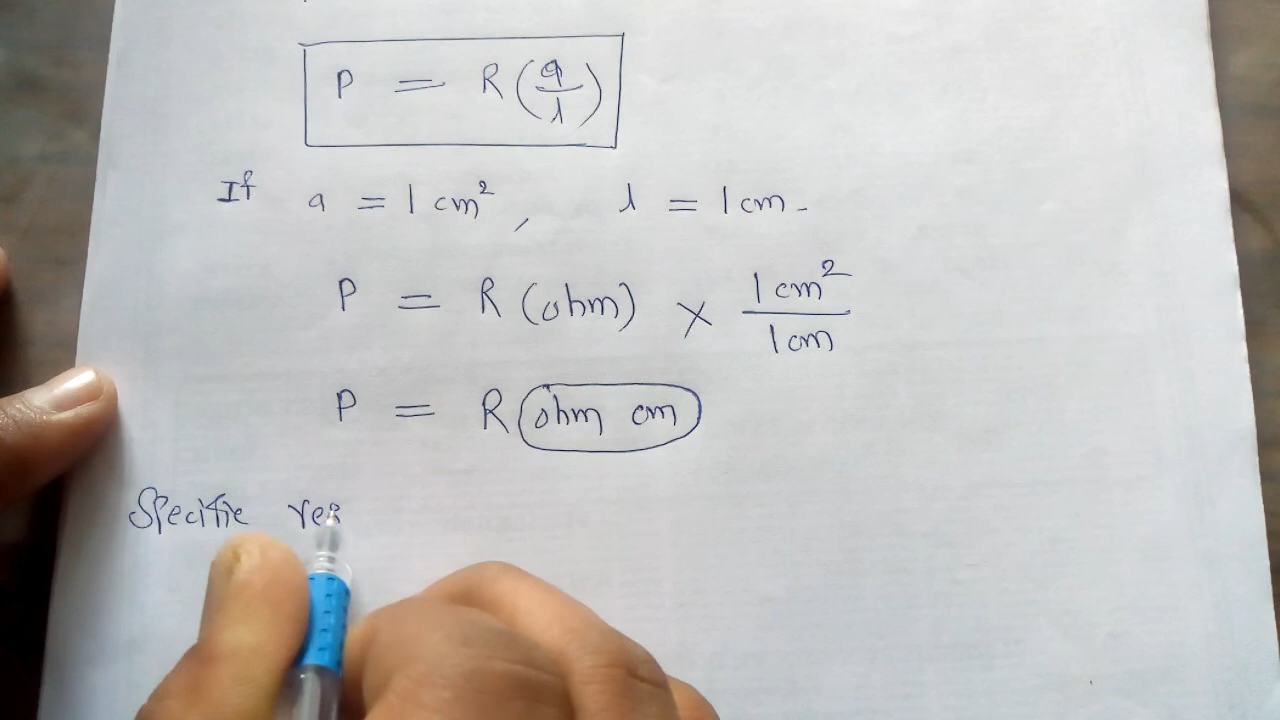 P = R(a/l)
If a = 1 cm², l = 1 cm.
P = R (ohm) × 1 cm² / 1 cm
P = R ohm cm
Specific res